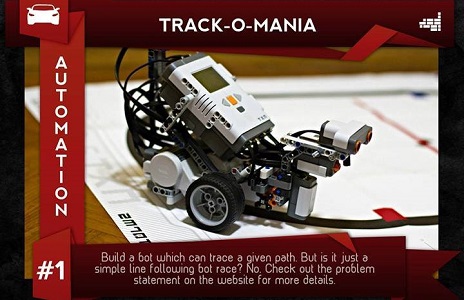 TRACK-O-MANIA
AUTOMATION
#1
Build a bot which can trace a given path. But is it just a
simple line following bot race? No. Check out the problem
statement on the website for more details.